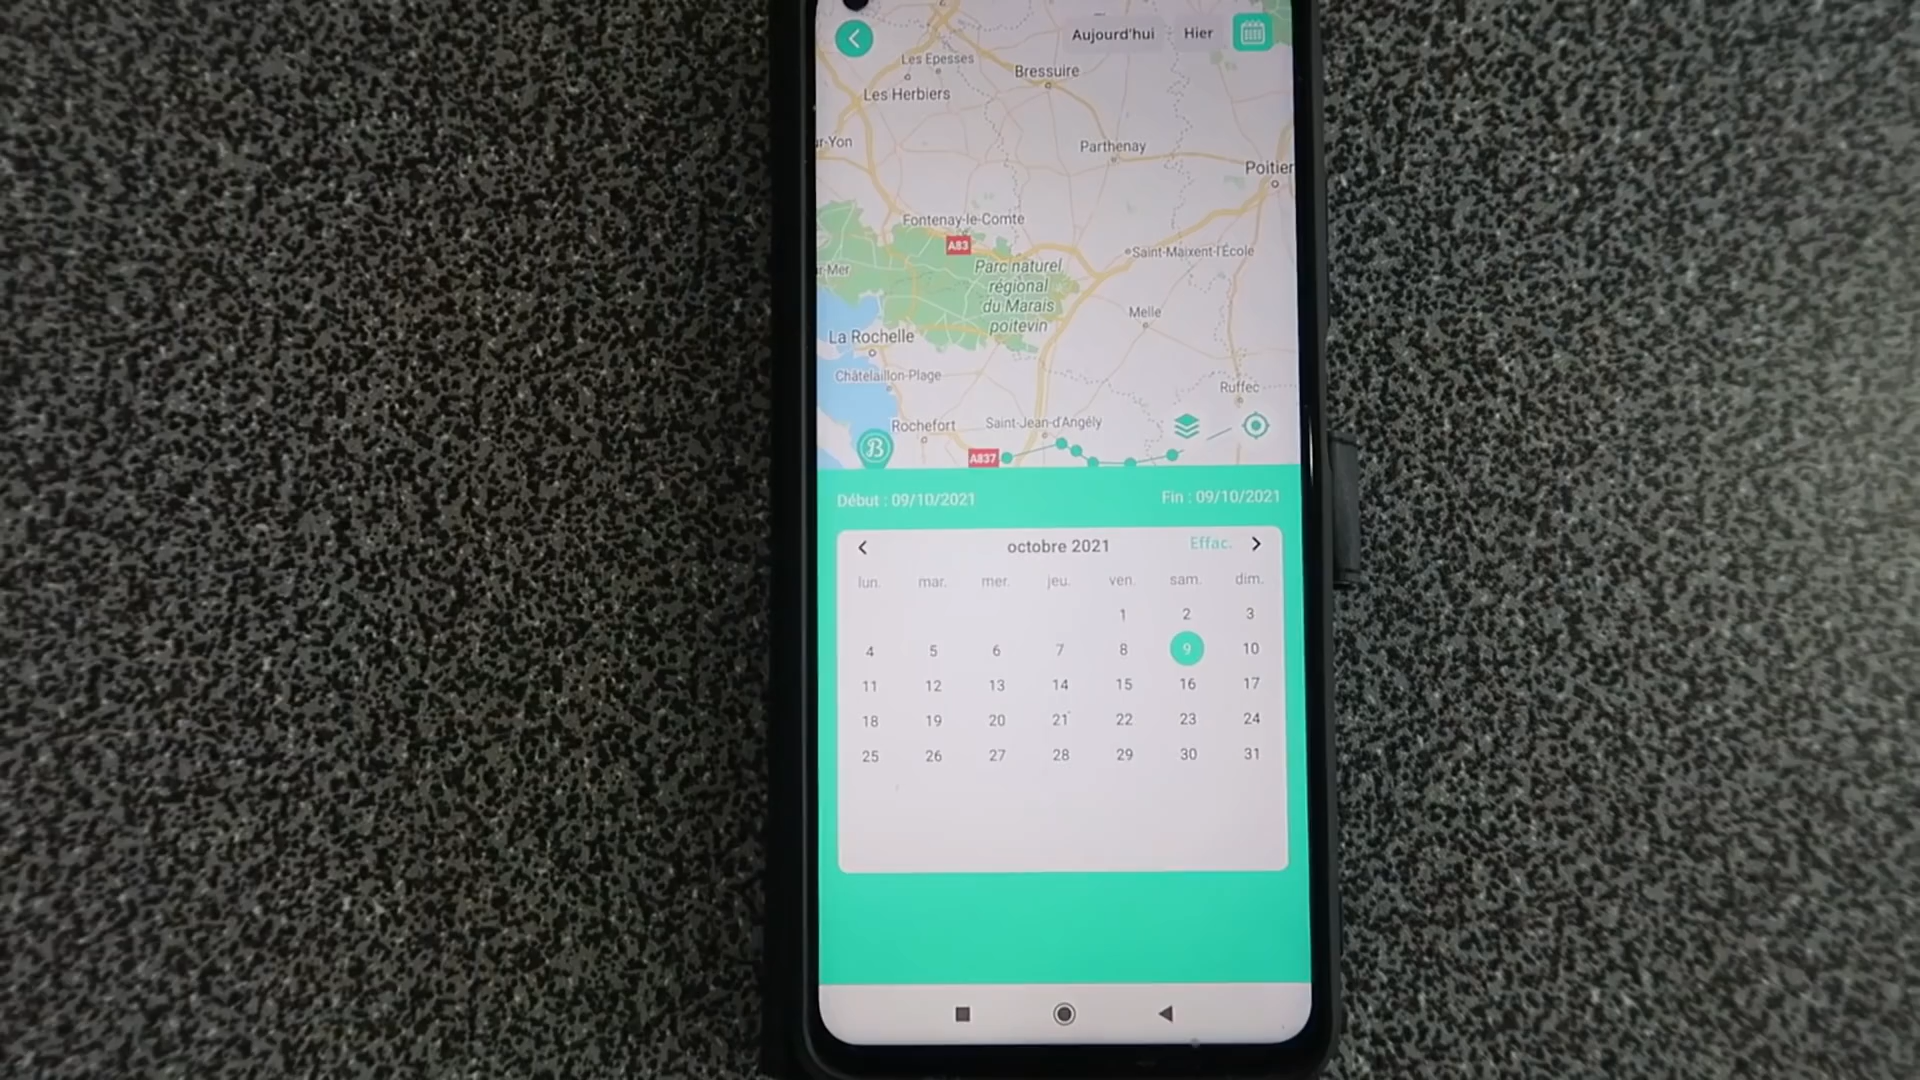 Aujourd'hui
Hier
Les Epesses
Bressuire
Les Herbiers
ur-Yon
Parthenay
Poitier
Fontenay-le-Comte
A83
Saint-Maixent-l'École
ur-Mer
Parc naturel
régional
du Marais
poitevin
Melle
La Rochelle
Châtelaillon-Plage
Ruffec
Rochefort
Saint-Jean-d'Angély
B
A837
Début : 09/10/2021
Fin : 09/10/2021
octobre 2021
Effac.
lun. mar. mer. jeu. ven. sam. dim.
1 2 3
4 5 6 7 8 9 10
11 12 13 14 15 16 17
18 19 20 21 22 23 24
25 26 27 28 29 30 31